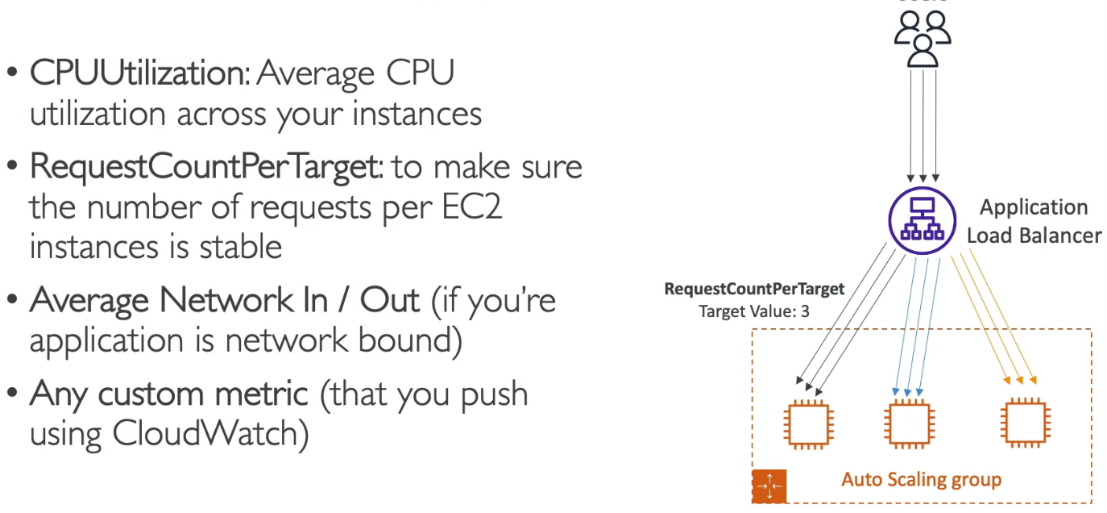 • CPUUtilization: Average CPU
utilization across your instances
• RequestCountPerTarget: to make sure
the number of requests per EC2
instances is stable
• Average Network In / Out (if you’re
application is network bound)
• Any custom metric (that you push
using CloudWatch)
Application
Load Balancer
RequestCountPerTarget
Target Value: 3
Auto Scaling group